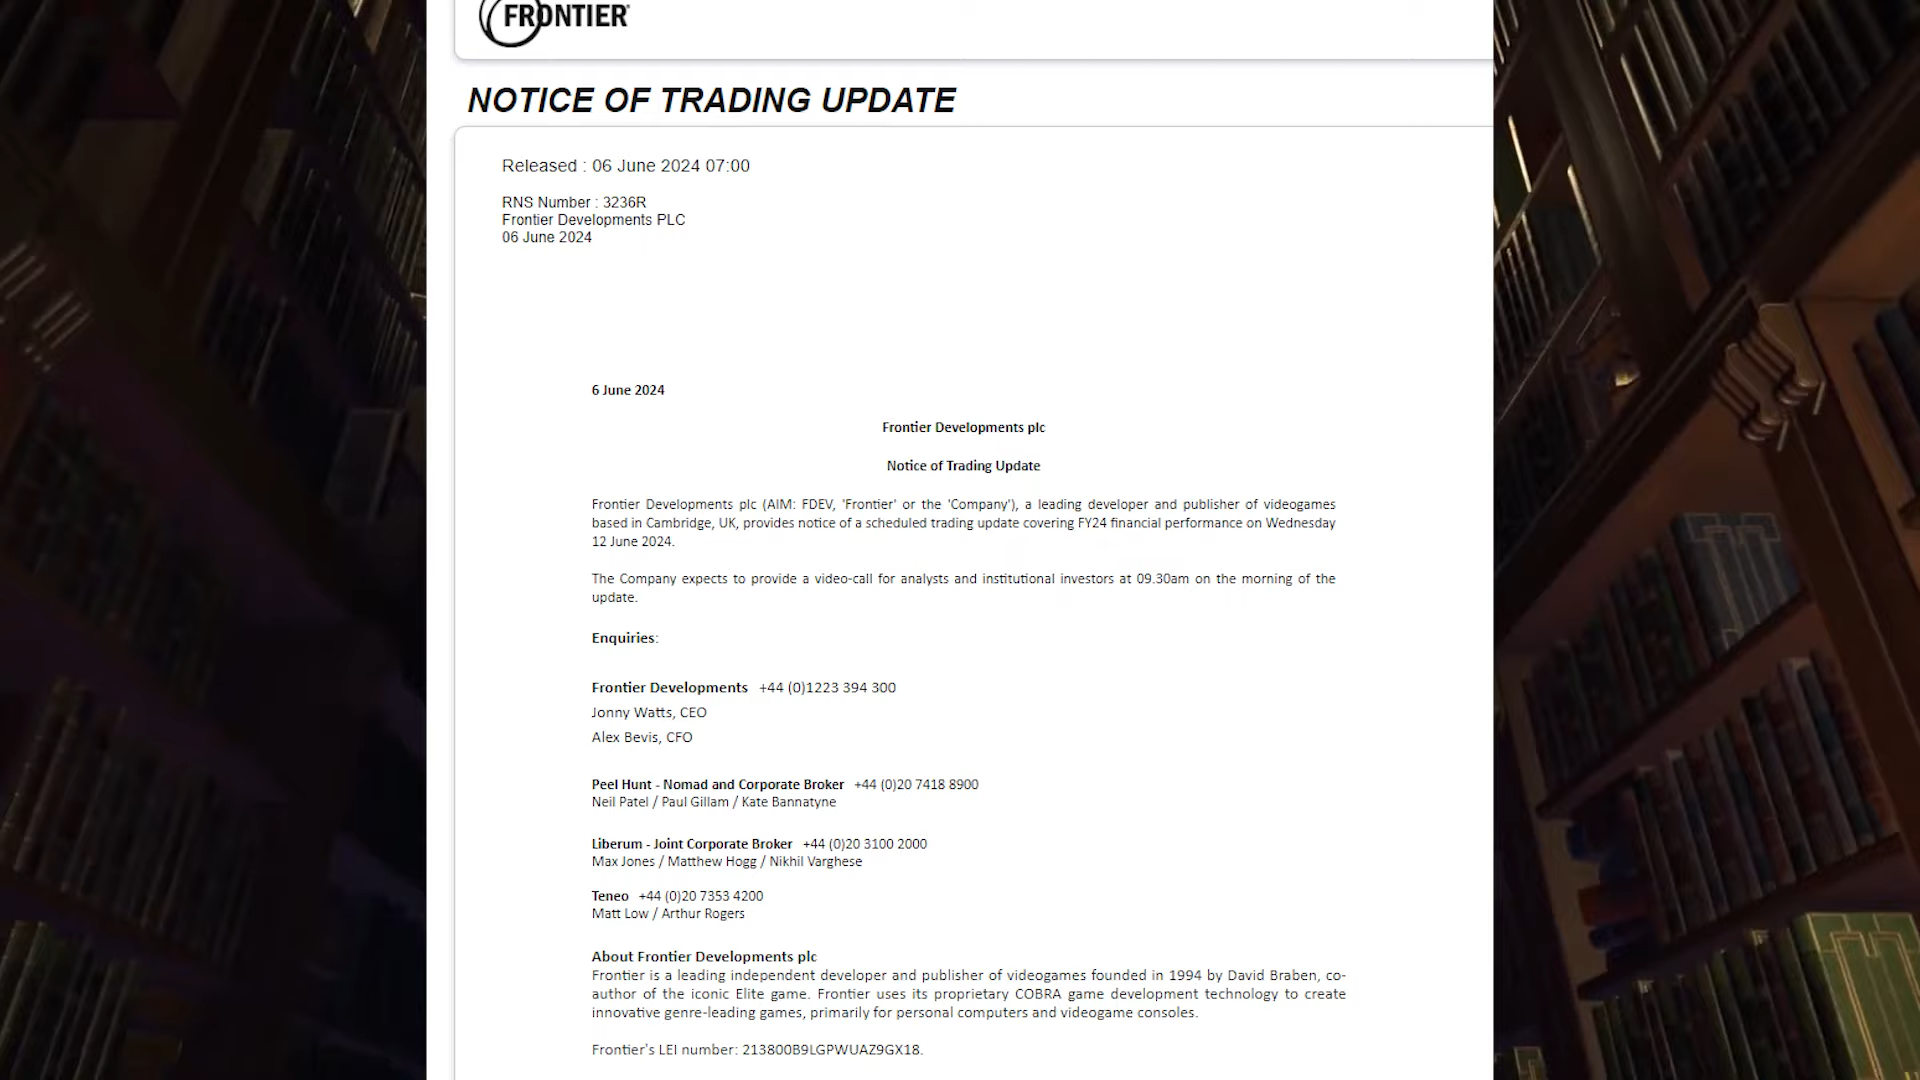 FRONTIER
NOTICE OF TRADING UPDATE
Released : 06 June 2024 07:00
RNS Number : 3236R
Frontier Developments PLC
06 June 2024
6 June 2024
Frontier Developments plc
Notice of Trading Update
Frontier Developments plc (AIM: FDEV, 'Frontier' or the 'Company'), a leading developer and publisher of videogames
based in Cambridge, UK, provides notice of a scheduled trading update covering FY24 financial performance on Wednesday
12 June 2024.
The Company expects to provide a video-call for analysts and institutional investors at 09.30am on the morning of the
update.
Enquiries:
Frontier Developments +44 (0)1223 394 300
Jonny Watts, CEO
Alex Bevis, CFO
Peel Hunt - Nomad and Corporate Broker +44 (0)20 7418 8900
Neil Patel / Paul Gillam / Kate Bannatyne
Liberum - Joint Corporate Broker +44 (0)20 3100 2000
Max Jones / Matthew Hogg / Nikhil Varghese
Teneo +44 (0)20 7353 4200
Matt Low / Arthur Rogers
About Frontier Developments plc
Frontier is a leading independent developer and publisher of videogames founded in 1994 by David Braben, co-
author of the iconic Elite game. Frontier uses its proprietary COBRA game development technology to create
innovative genre-leading games, primarily for personal computers and videogame consoles.
Frontier's LEI number: 213800B9LGPWUAZ9GX18.